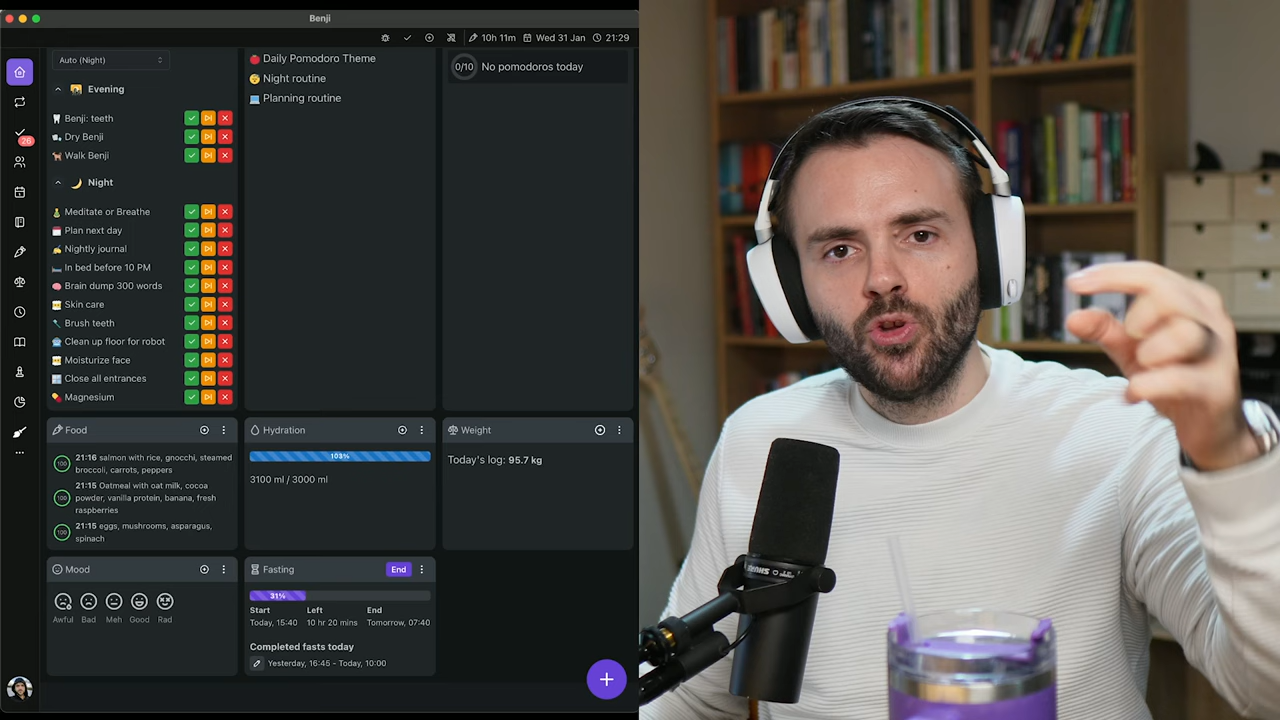 Benji
10h 11m
Wed 31 Jan
21:29
Auto (Night)
Evening
Benji: teeth
Dry Benji
Walk Benji
Night
Meditate or Breathe
Plan next day
Nightly journal
In bed before 10 PM
Brain dump 300 words
Skin care
Brush teeth
Clean up floor for robot
Moisturize face
Close all entrances
Magnesium
26
Daily Pomodoro Theme
Night routine
Planning routine
0/10 No pomodoros today
Food
100 21:16 salmon with rice, gnocchi, steamed
broccoli, carrots, peppers
100 21:15 Oatmeal with oat milk, cocoa
powder, vanilla protein, banana, fresh
raspberries
100 21:15 eggs, mushrooms, asparagus,
spinach
Hydration
103%
3100 ml / 3000 ml
Weight
Today's log: 95.7 kg
Mood
Awful Bad Meh Good Rad
Fasting
End
31%
Start Left End
Today, 15:40 10 hr 20 mins Tomorrow, 07:40
Completed fasts today
Yesterday, 16:45 - Today, 10:00
SHURE